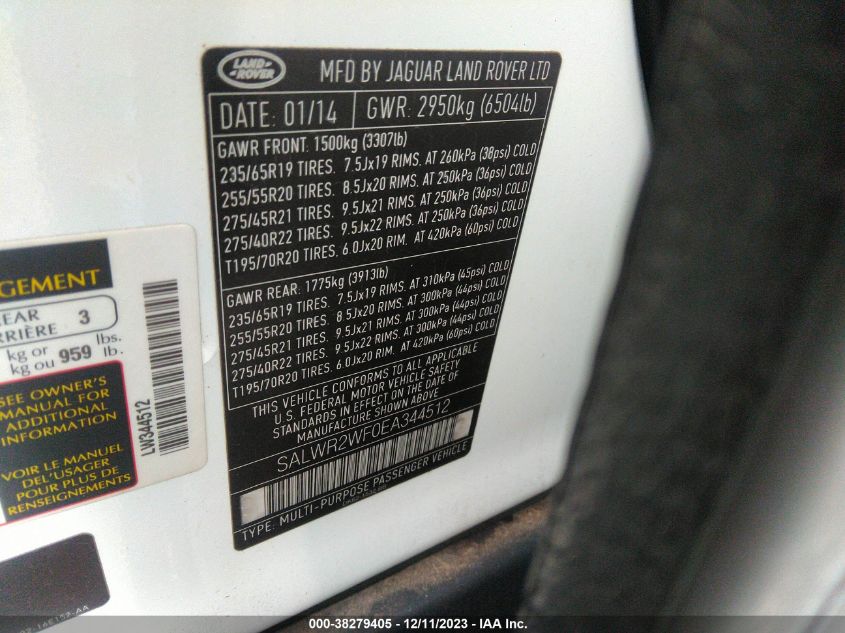 LAND
ROVER
MFD BY JAGUAR LAND ROVER LTD
DATE: 01/14 GWR: 2950kg (6504lb)
GAWR FRONT: 1500kg (3307lb)
235/65R19 TIRES. 7.5Jx19 RIMS. AT 260kPa (38psi) COLD
255/55R20 TIRES. 8.5Jx20 RIMS. AT 250kPa (36psi) COLD
275/45R21 TIRES. 9.5Jx21 RIMS. AT 250kPa (36psi) COLD
275/40R22 TIRES. 9.5Jx22 RIMS. AT 250kPa (36psi) COLD
T195/70R20 TIRES. 6.0Jx20 RIM. AT 420kPa (60psi) COLD
GAWR REAR: 1775kg (3913lb)
235/65R19 TIRES. 7.5Jx19 RIMS. AT 310kPa (45psi) COLD
255/55R20 TIRES. 8.5Jx20 RIMS. AT 300kPa (44psi) COLD
275/45R21 TIRES. 9.5Jx21 RIMS. AT 300kPa (44psi) COLD
275/40R22 TIRES. 9.5Jx22 RIMS. AT 300kPa (44psi) COLD
T195/70R20 TIRES. 6.0Jx20 RIM. AT 420kPa (60psi) COLD
THIS VEHICLE CONFORMS TO ALL APPLICABLE
U.S. FEDERAL MOTOR VEHICLE SAFETY
STANDARDS IN EFFECT ON THE DATE OF
MANUFACTURE SHOWN ABOVE
SALWR2WF0EA344512
TYPE: MULTI-PURPOSE PASSENGER VEHICLE
GEMENT
EAR
RRIÈRE 3
kg or
kg ou 959 lbs.
lb.
SEE OWNER'S
MANUAL FOR
ADDITIONAL
INFORMATION
VOIR LE MANUEL
DEL'USAGER
POUR PLUS DE
RENSEIGNEMENTS
LW344512
000-38279405 - 12/11/2023 - IAA Inc.